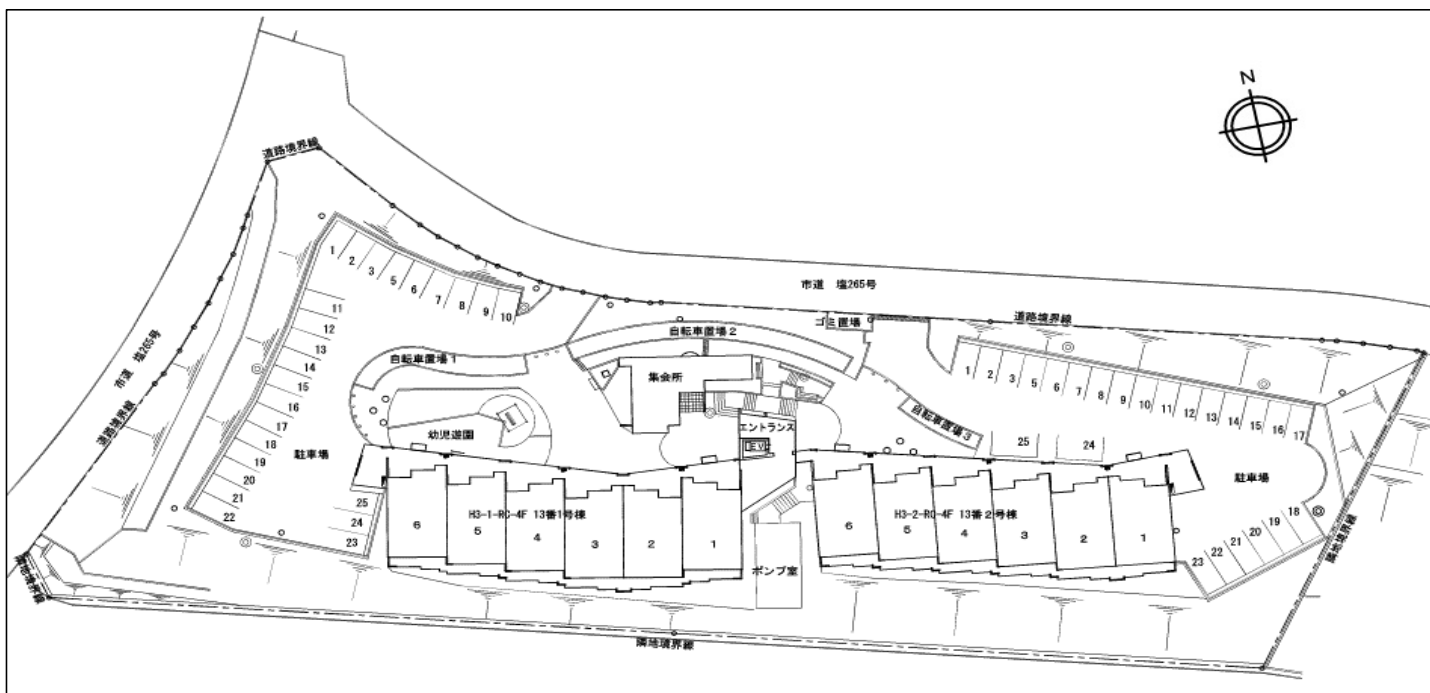 N
道路境界線
市道 塩265号
道路境界線
1
2
3
5
6
7
8
9
10
11
12
13
14
15
16
17
18
19
20
21
22
25
24
23
駐車場
市道 塩265号
道路境界線
ゴミ置場
自転車置場2
自転車置場1
集会所
幼児遊園
エントランス
EV
自転車置場3
1
2
3
5
6
7
8
9
10
11
12
13
14
15
16
17
25
24
駐車場
18
19
20
21
22
23
H3-1-RC-4F 13番1号棟
6
5
4
3
2
1
H3-2-RC-4F 13番2号棟
6
5
4
3
2
1
ポンプ室
隣地境界線
隣地境界線
隣地境界線